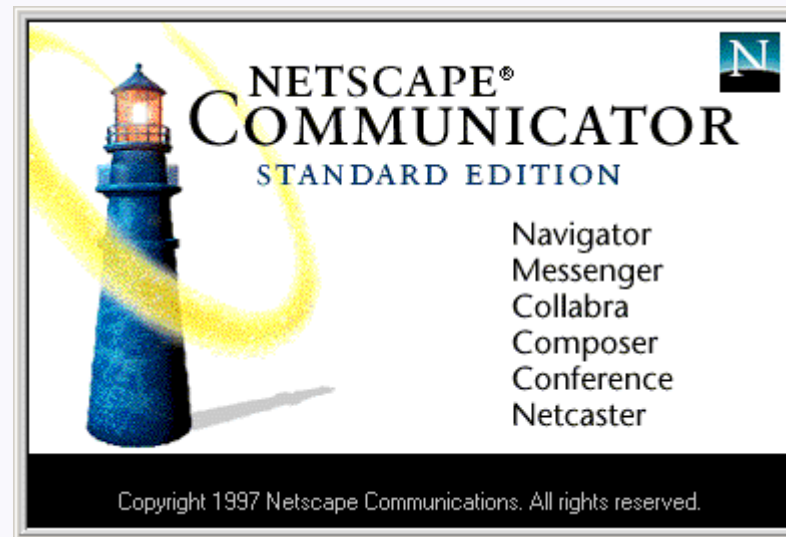 N
NETSCAPE®
COMMUNICATOR
STANDARD EDITION
Navigator
Messenger
Collabra
Composer
Conference
Netcaster
Copyright 1997 Netscape Communications. All rights reserved.